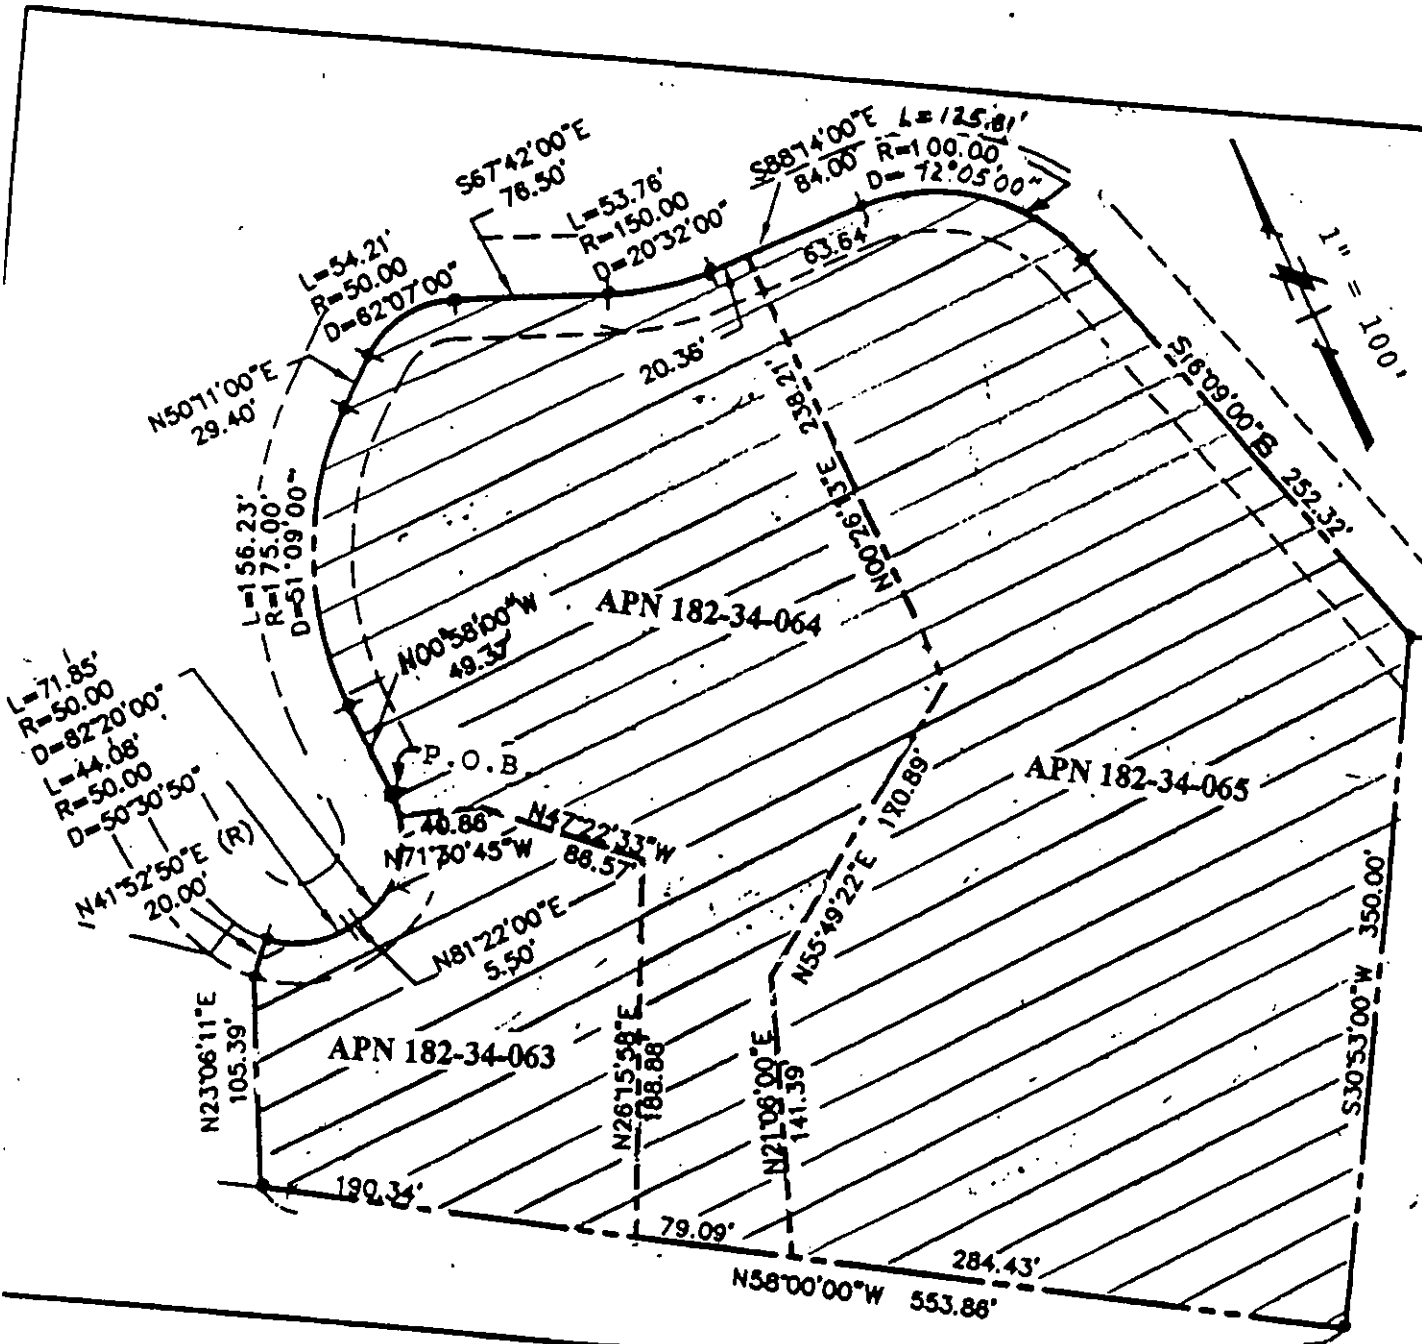 S67°42'00"E
76.50'
S88°14'00"E
84.00'
L=125.81'
R=100.00
D=72°05'00"
L=53.76'
R=150.00
D=20°32'00"
L=54.21'
R=50.00
D=62°07'00"
63.64
1" = 100'
N50°11'00"E
29.40'
20.36'
238.21'
N00°26'13"E
S16°09'00"E
252.32'
L=156.23'
R=175.00'
D=51°09'00"
APN 182-34-064
N00°58'00"W
49.37'
L=71.85'
R=50.00
D=82°20'00"
L=44.08'
R=50.00
D=50°30'50"
P.O.B.
N41°52'50"E (R)
20.00'
40.86'
N71°30'45"W
N47°22'33"W
86.57'
APN 182-34-065
N55°49'22"E 170.89'
N81°22'00"E
5.50'
S30°53'00"W 350.00'
N23°06'11"E
105.39'
APN 182-34-063
N26°15'58"E
188.88'
N21°06'00"E
141.39'
190.34'
79.09'
284.43'
N58°00'00"W 553.86'